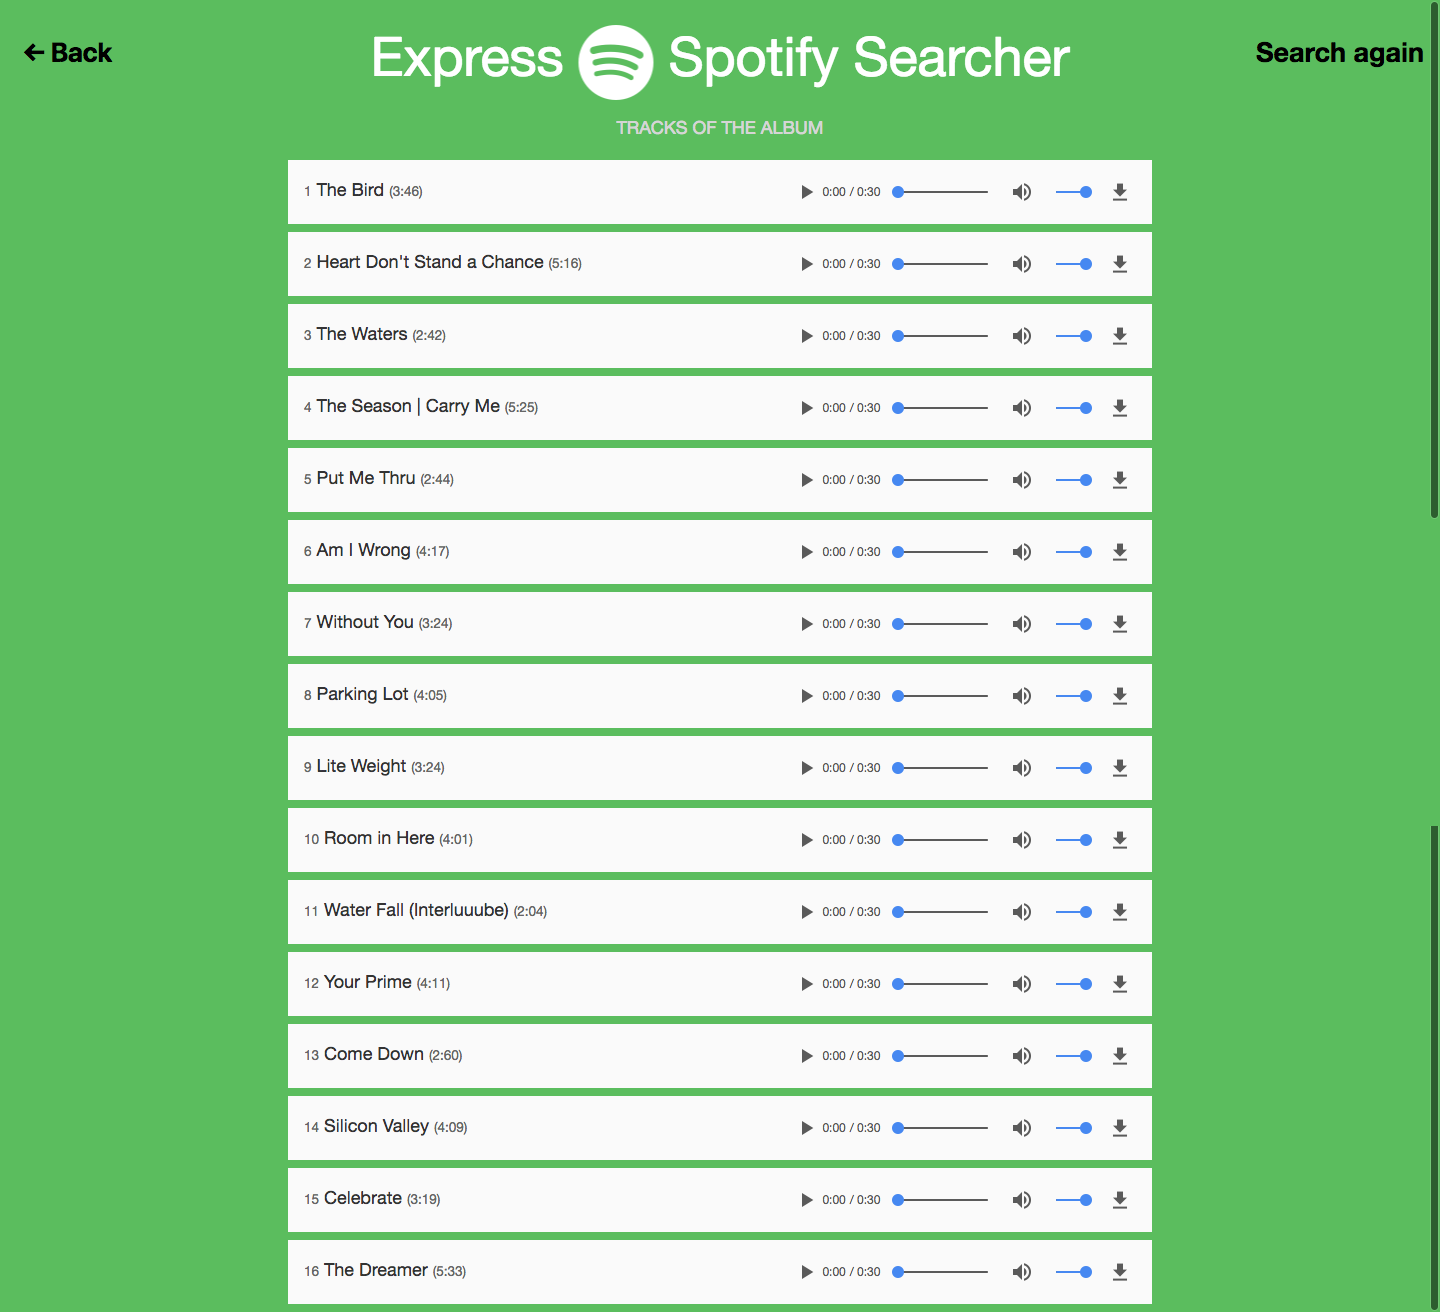 ← Back
Express Spotify Searcher
Search again
TRACKS OF THE ALBUM
1 The Bird (3:46) 0:00 / 0:30
2 Heart Don't Stand a Chance (5:16) 0:00 / 0:30
3 The Waters (2:42) 0:00 / 0:30
4 The Season | Carry Me (5:25) 0:00 / 0:30
5 Put Me Thru (2:44) 0:00 / 0:30
6 Am I Wrong (4:17) 0:00 / 0:30
7 Without You (3:24) 0:00 / 0:30
8 Parking Lot (4:05) 0:00 / 0:30
9 Lite Weight (3:24) 0:00 / 0:30
10 Room in Here (4:01) 0:00 / 0:30
11 Water Fall (Interluuube) (2:04) 0:00 / 0:30
12 Your Prime (4:11) 0:00 / 0:30
13 Come Down (2:60) 0:00 / 0:30
14 Silicon Valley (4:09) 0:00 / 0:30
15 Celebrate (3:19) 0:00 / 0:30
16 The Dreamer (5:33) 0:00 / 0:30